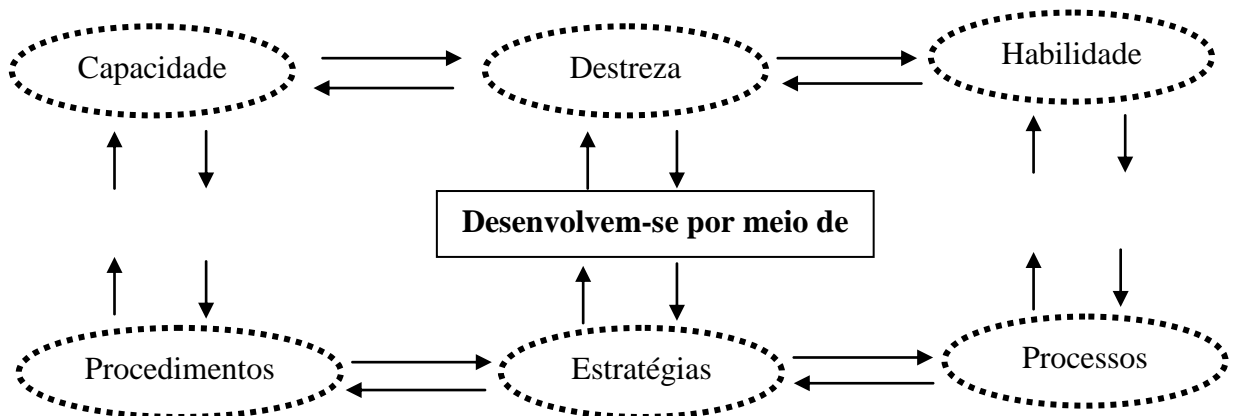 Capacidade
Destreza
Habilidade
Desenvolvem-se por meio de
Procedimentos
Estratégias
Processos